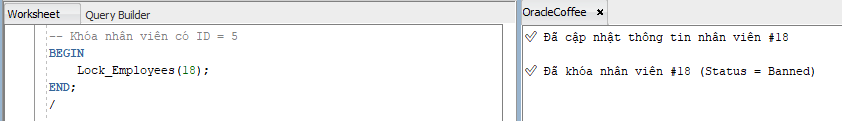 Worksheet Query Builder
-- Khóa nhân viên có ID = 5
BEGIN
Lock_Employees(18);
END;
/
OracleCoffee ×
Đã cập nhật thông tin nhân viên #18
Đã khóa nhân viên #18 (Status = Banned)